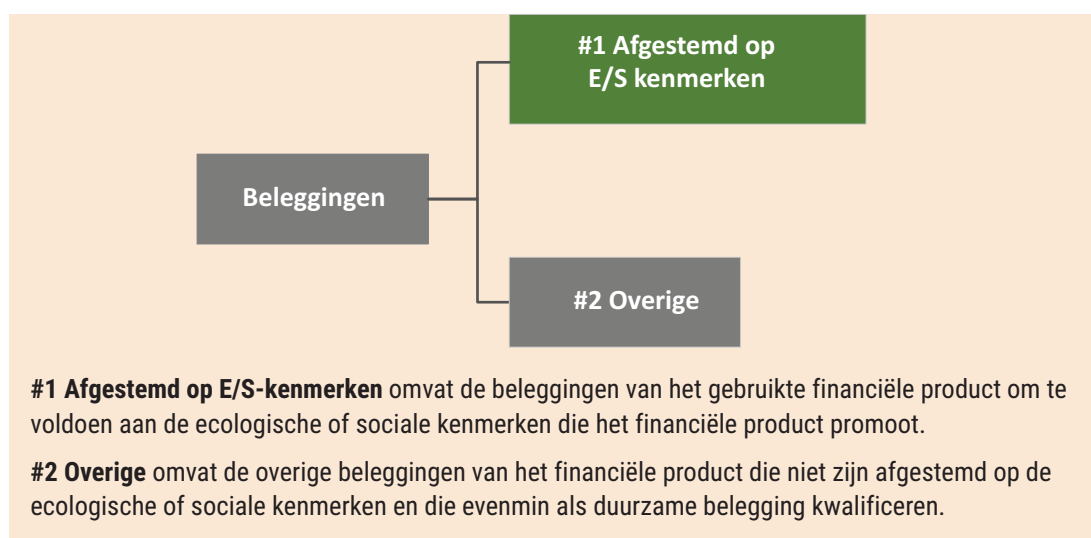 #1 Afgestemd op
E/S kenmerken
Beleggingen
#2 Overige
#1 Afgestemd op E/S-kenmerken omvat de beleggingen van het gebruikte financiële product om te
voldoen aan de ecologische of sociale kenmerken die het financiële product promoot.
#2 Overige omvat de overige beleggingen van het financiële product die niet zijn afgestemd op de
ecologische of sociale kenmerken en die evenmin als duurzame belegging kwalificeren.